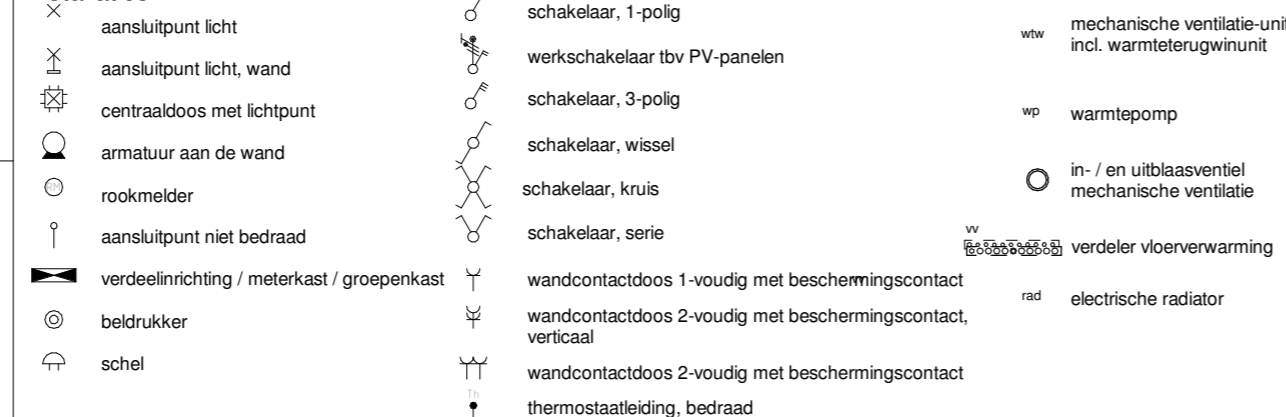 aansluitpunt licht
aansluitpunt licht, wand
centraaldoos met lichtpunt
armatuur aan de wand
RM
rookmelder
aansluitpunt niet bedraad
verdeelinrichting / meterkast / groepenkast
beldrukker
schel
schakelaar, 1-polig
werkschakelaar tbv PV-panelen
schakelaar, 3-polig
schakelaar, wissel
schakelaar, kruis
schakelaar, serie
wandcontactdoos 1-voudig met beschermingscontact
wandcontactdoos 2-voudig met beschermingscontact,
verticaal
wandcontactdoos 2-voudig met beschermingscontact
Th
thermostaatleiding, bedraad
wtw
mechanische ventilatie-unit
incl. warmteterugwinunit
wp
warmtepomp
in- / en uitblaasventiel
mechanische ventilatie
vv
verdeler vloerverwarming
rad
electrische radiator